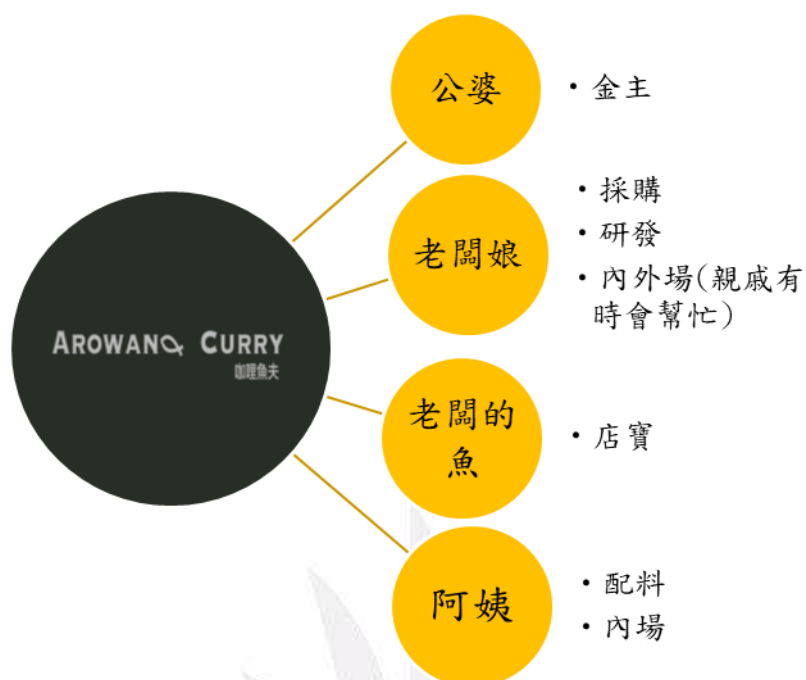 公婆
・金主
老闆娘
・採購
・研發
・內外場(親戚有
時會幫忙)
AROWANA CURRY
咖哩魚夫
老闆的
魚
・店寶
阿姨
・配料
・內場